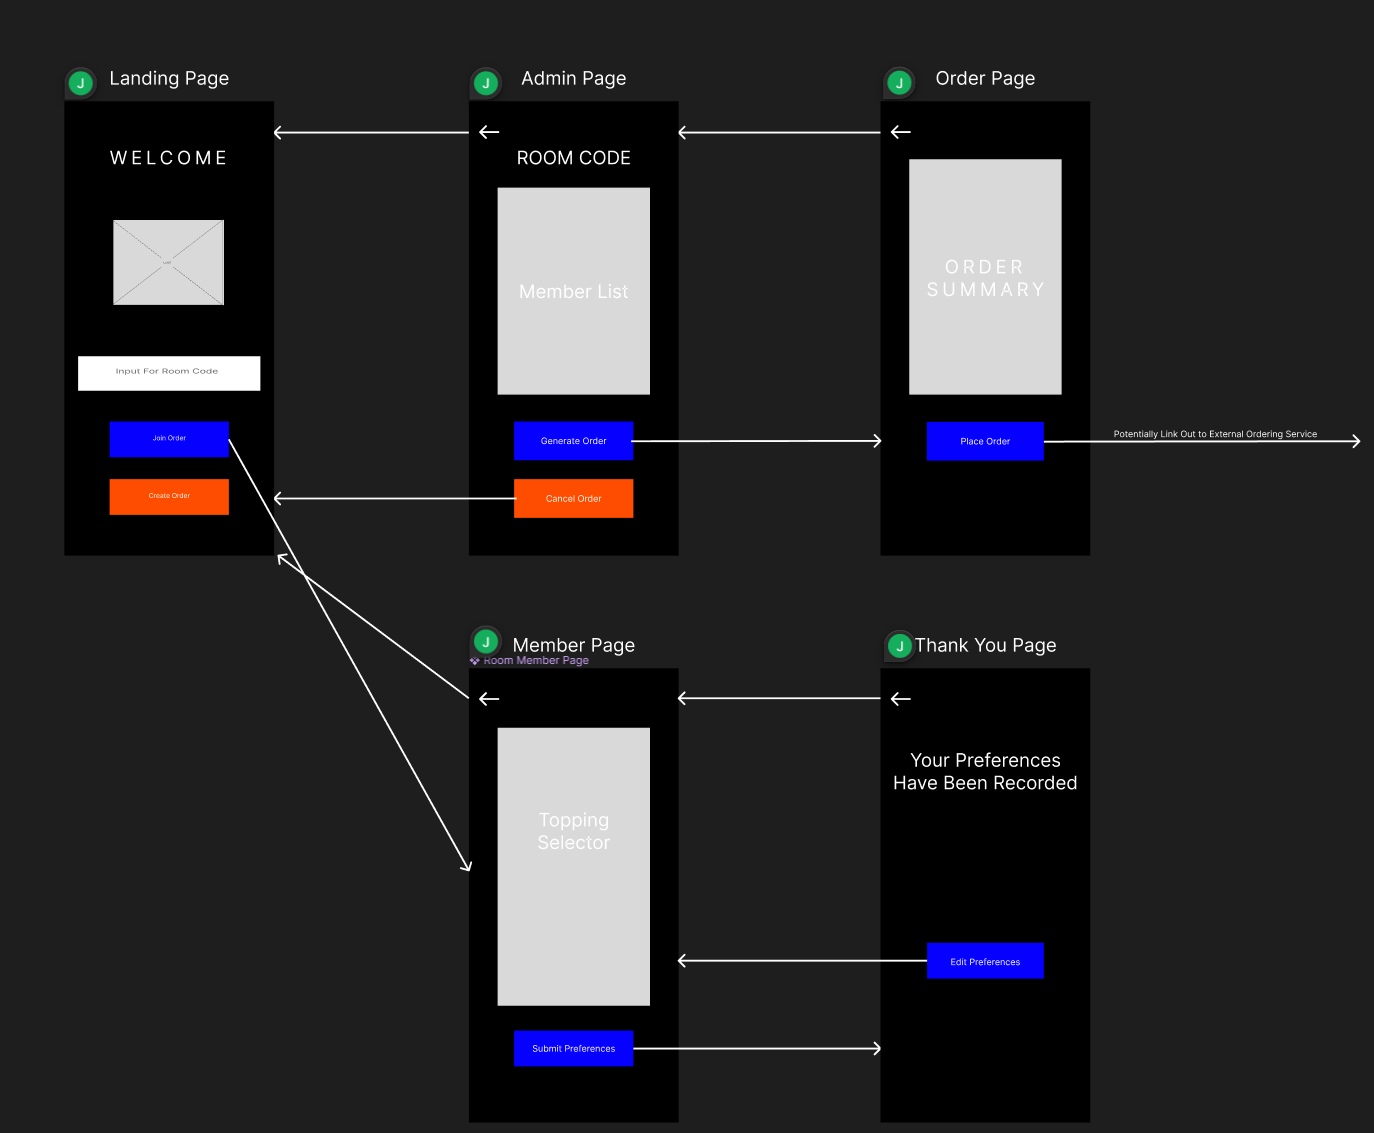 J
Landing Page
WELCOME
Input For Room Code
Join Order
Create Order
J
Admin Page
ROOM CODE
Member List
Generate Order
Cancel Order
J
Order Page
ORDER
SUMMARY
Place Order
Potentially Link Out to External Ordering Service
J
Member Page
Room Member Page
Topping
Selector
Submit Preferences
J
Thank You Page
Your Preferences
Have Been Recorded
Edit Preferences